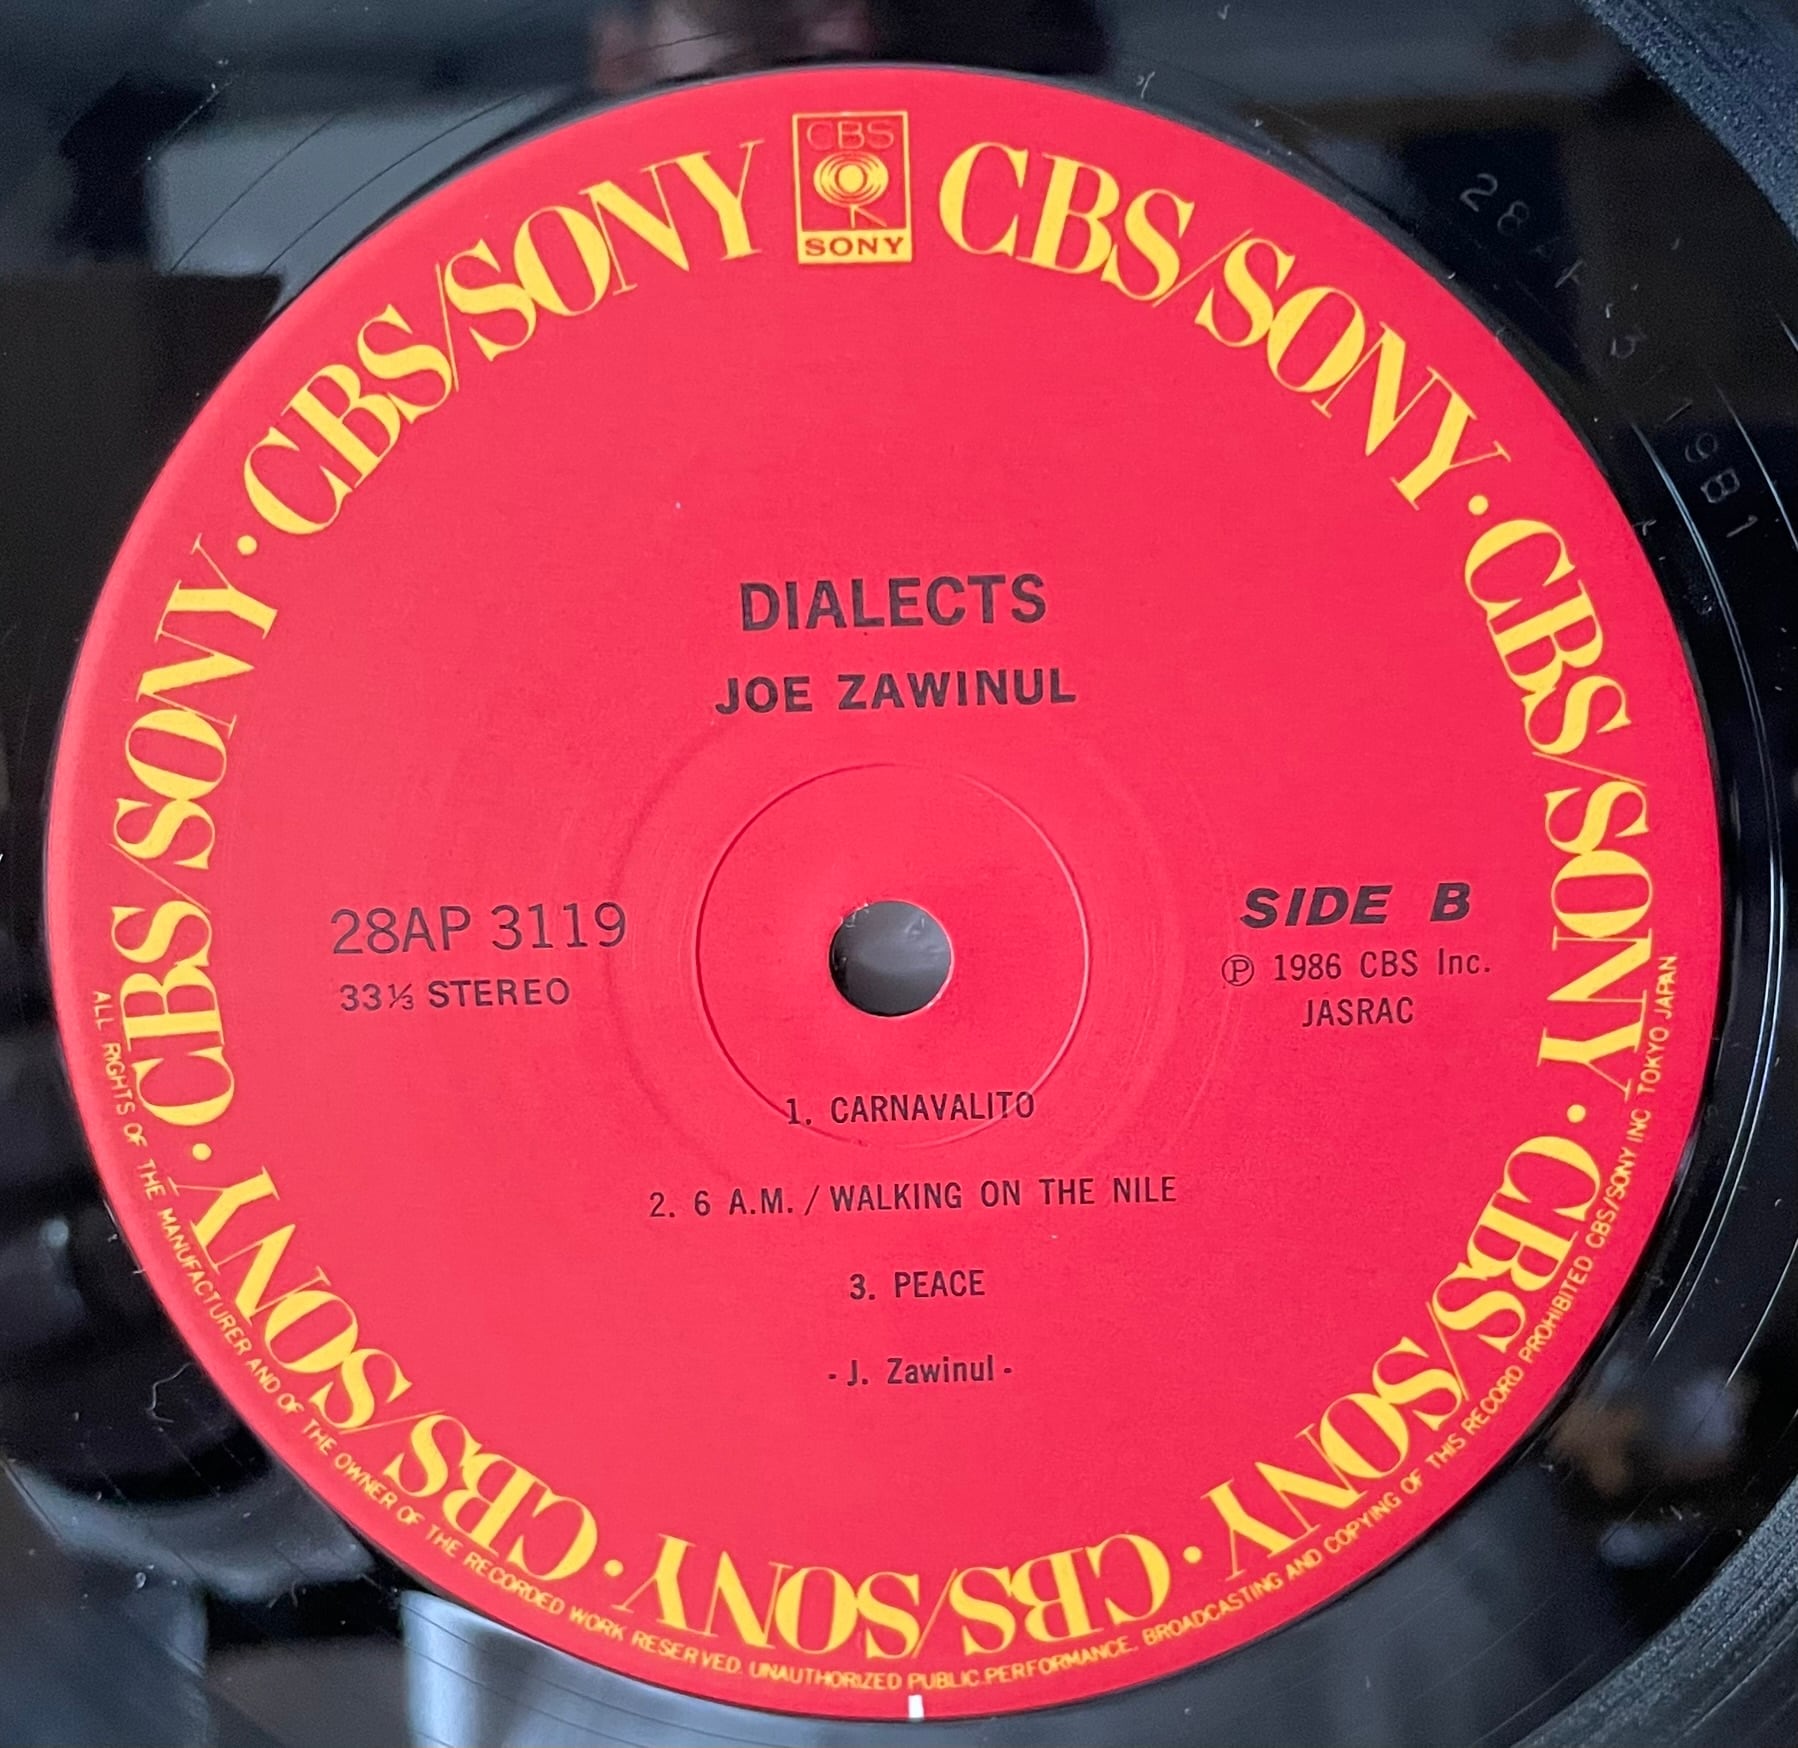 CBS
SONY
CBS/SONY · CBS/SONY · CBS/SONY · CBS/SONY · CBS/SONY · CBS/SONY · CBS/SONY
28AP 3119B1
DIALECTS
JOE ZAWINUL
28AP 3119
33⅓ STEREO
SIDE B
Ⓟ 1986 CBS Inc.
JASRAC
1. CARNAVALITO
2. 6 A.M. / WALKING ON THE NILE
3. PEACE
- J. Zawinul -
ALL RIGHTS OF THE MANUFACTURER AND OF THE OWNER OF THE RECORDED WORK RESERVED. UNAUTHORIZED PUBLIC PERFORMANCE, BROADCASTING AND COPYING OF THIS RECORD PROHIBITED. CBS/SONY INC. TOKYO JAPAN